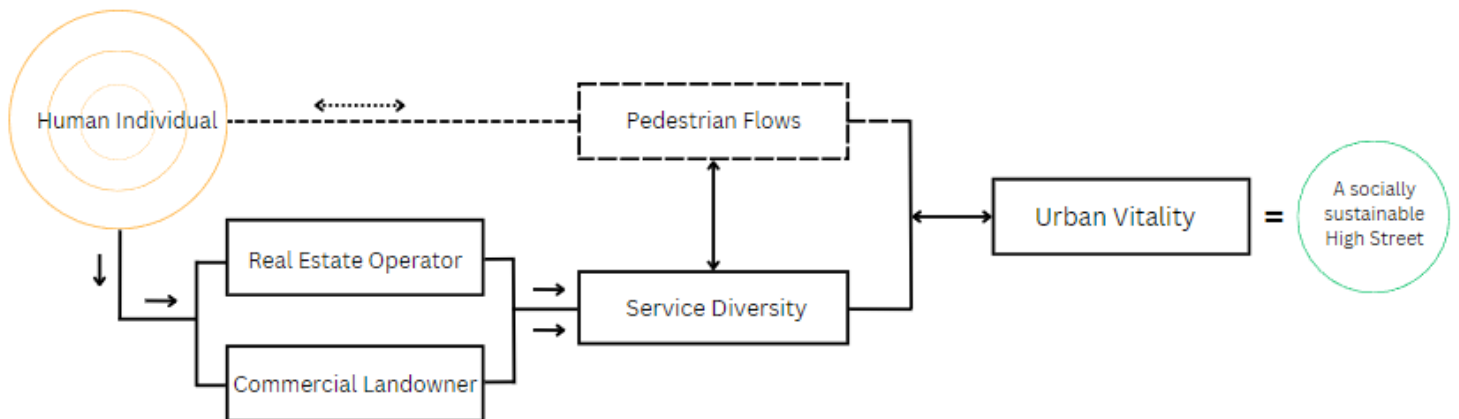 Human Individual
Pedestrian Flows
Real Estate Operator
Commercial Landowner
Service Diversity
Urban Vitality
=
A socially
sustainable
High Street